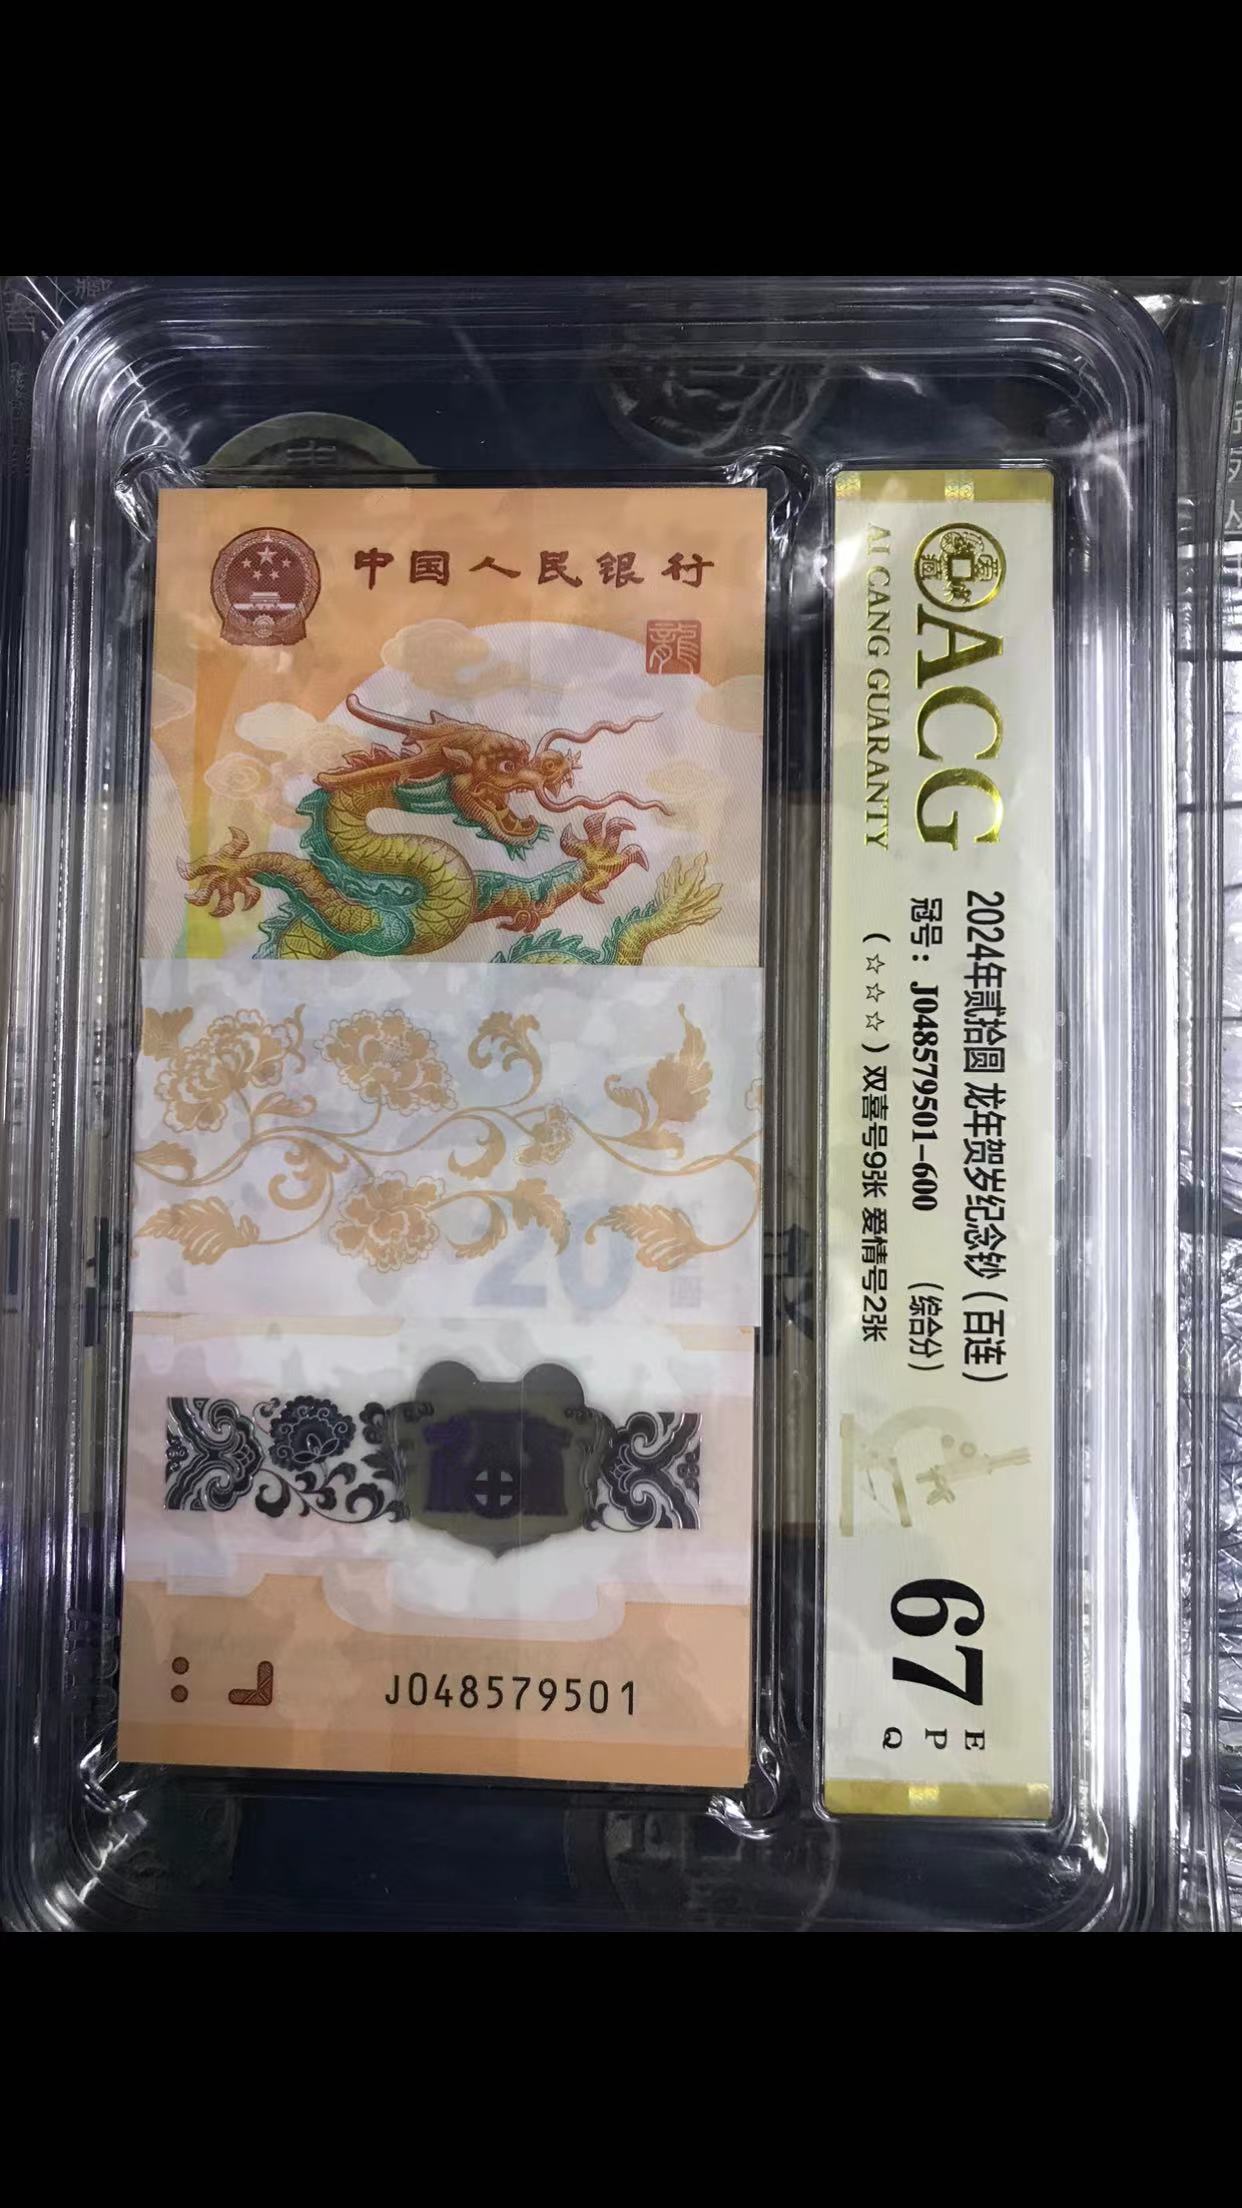 中国人民银行
龍
20
J048579501
ACG
AI CANG GUARANTY
2024年贰拾圆 龙年贺岁纪念钞（百连）
冠号：J048579501-600 （综合分）
（☆☆☆）双喜号9张 爱情号2张
67
E
P
Q